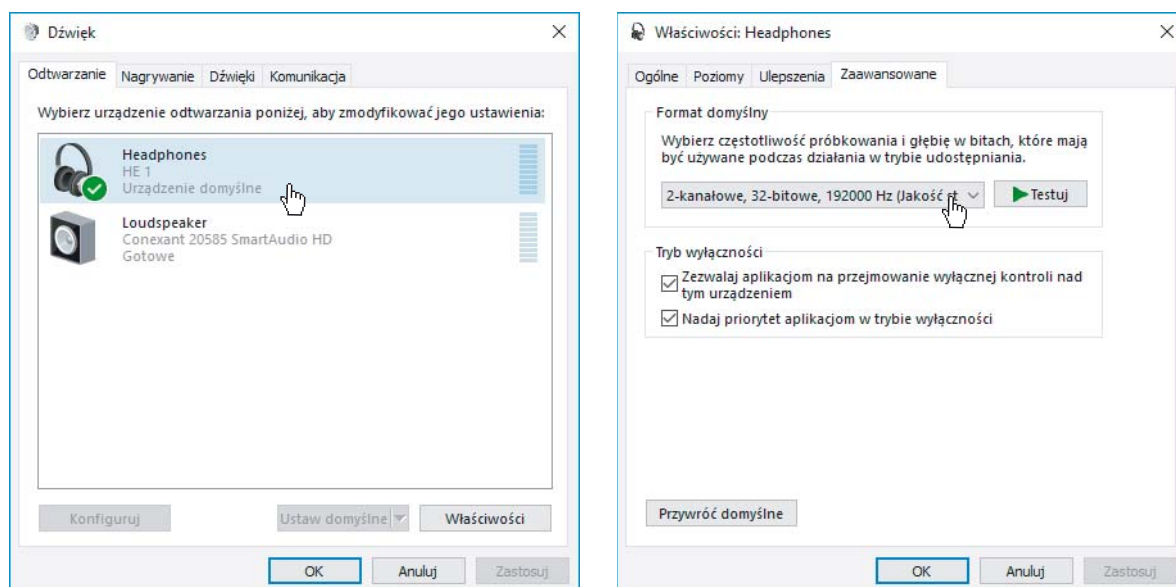 Dźwięk
Odtwarzanie Nagrywanie Dźwięki Komunikacja
Wybierz urządzenie odtwarzania poniżej, aby zmodyfikować jego ustawienia:
Headphones
HE 1
Urządzenie domyślne
Loudspeaker
Conexant 20585 SmartAudio HD
Gotowe
Konfiguruj Ustaw domyślne Właściwości
OK Anuluj Zastosuj
Właściwości: Headphones
Ogólne Poziomy Ulepszenia Zaawansowane
Format domyślny
Wybierz częstotliwość próbkowania i głębię w bitach, które mają
być używane podczas działania w trybie udostępniania.
2-kanałowe, 32-bitowe, 192000 Hz (Jakość st Testuj
Tryb wyłączności
Zezwalaj aplikacjom na przejmowanie wyłącznej kontroli nad
tym urządzeniem
Nadaj priorytet aplikacjom w trybie wyłączności
Przywróć domyślne
OK Anuluj Zastosuj